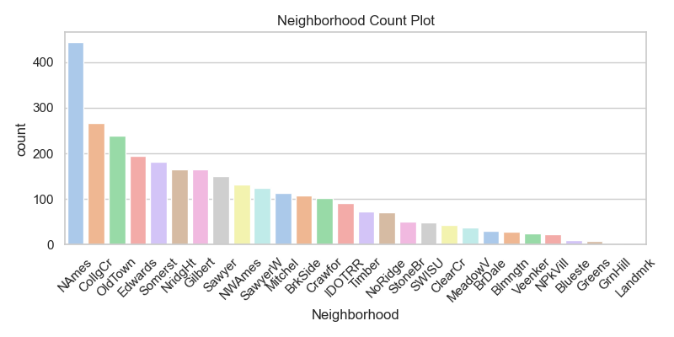 Neighborhood Count Plot
400
300
200
100
0
count
NAmes
CollgCr
OldTown
Edwards
Somerst
NridgHt
Gilbert
Sawyer
NWAmes
SawyerW
Mitchel
BrkSide
Crawfor
IDOTRR
Timber
NoRidge
StoneBr
SWISU
ClearCr
MeadowV
BrDale
Blmngtn
Veenker
NPkVill
Blueste
Greens
GrnHill
Landmrk
Neighborhood